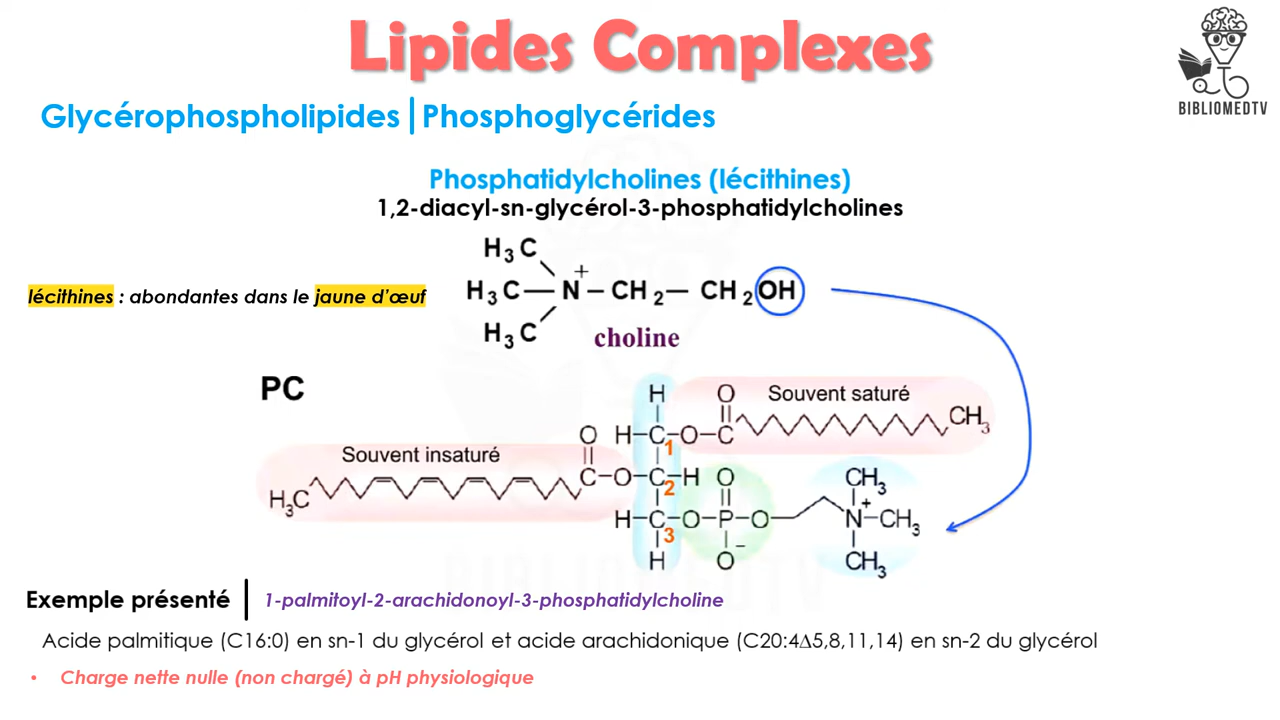 Lipides Complexes
BIBLIOMEDTV
Glycérophospholipides | Phosphoglycérides
Phosphatidylcholines (lécithines)
1,2-diacyl-sn-glycérol-3-phosphatidylcholines
H3C
+
lécithines : abondantes dans le jaune d'œuf
H3C—N–CH2–CH2OH
H3C
choline
PC
H O Souvent saturé
CH3
O H–C–O–C
1
Souvent insaturé
C–O–C–H O CH3
2
H3C
+
H–C–O–P–O N–CH3
3
–
H O CH3
BIBLIOMEDTV
Exemple présenté | 1-palmitoyl-2-arachidonoyl-3-phosphatidylcholine
Acide palmitique (C16:0) en sn-1 du glycérol et acide arachidonique (C20:4Δ5,8,11,14) en sn-2 du glycérol
• Charge nette nulle (non chargé) à pH physiologique